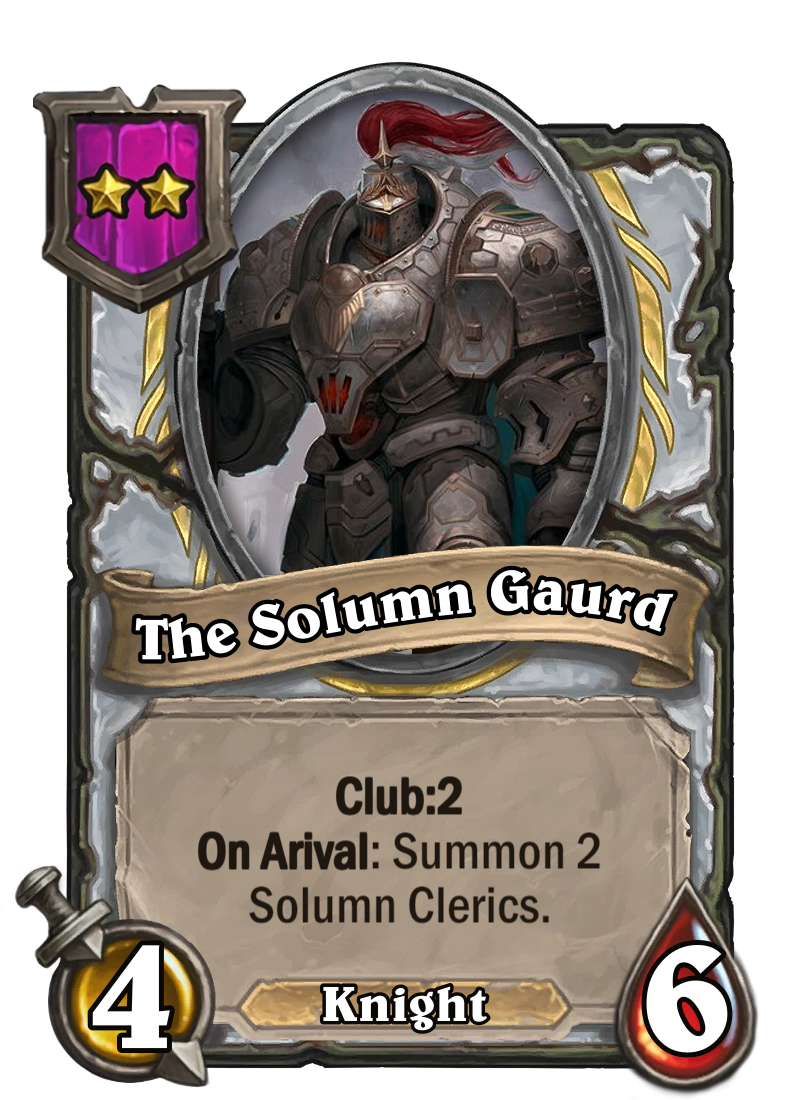 The Solumn Gaurd
Club:2
On Arival: Summon 2
Solumn Clerics.
4
Knight
6